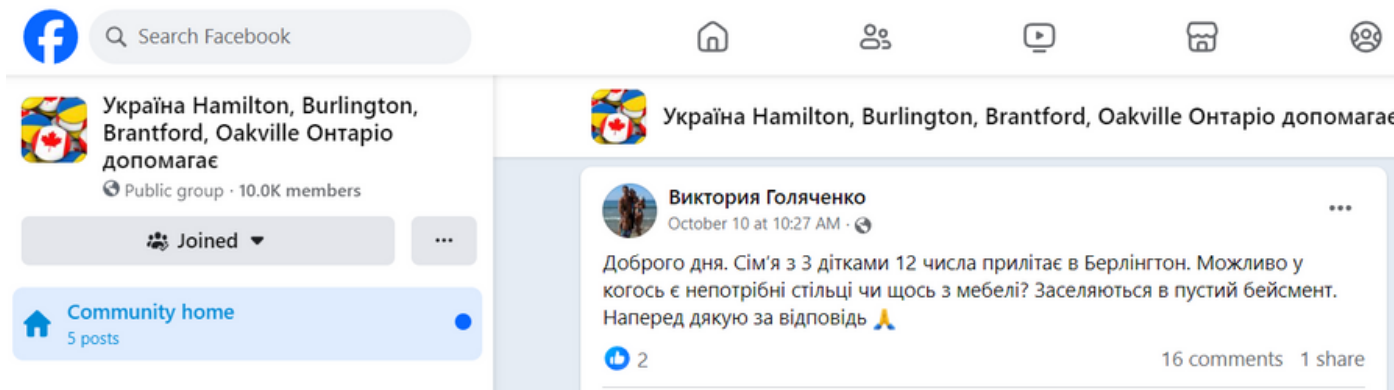 Search Facebook
Україна Hamilton, Burlington,
Brantford, Oakville Онтаріо
допомагає
Public group · 10.0K members
Joined
Community home
5 posts
Україна Hamilton, Burlington, Brantford, Oakville Онтаріо допомагає
Виктория Голяченко
October 10 at 10:27 AM ·
Доброго дня. Сім'я з 3 дітками 12 числа прилітає в Берлінгтон. Можливо у
когось є непотрібні стільці чи щось з мебелі? Заселяються в пустий бейсмент.
Наперед дякую за відповідь 🙏
2
16 comments 1 share